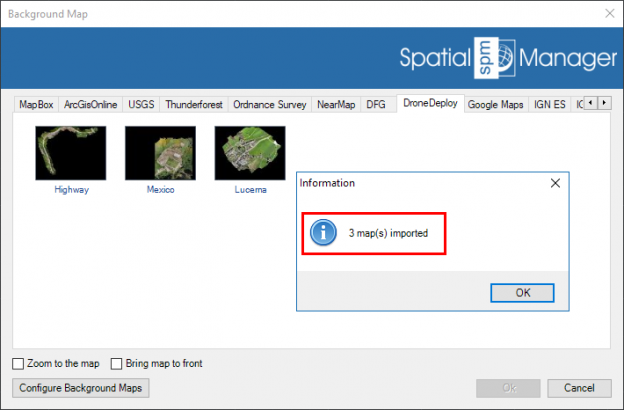 Background Map
Spatial spm Manager
MapBox ArcGisOnline USGS Thunderforest Ordnance Survey NearMap DFG DroneDeploy Google Maps IGN ES
Highway Mexico Lucerna
Information
3 map(s) imported
OK
Zoom to the map Bring map to front
Configure Background Maps Ok Cancel